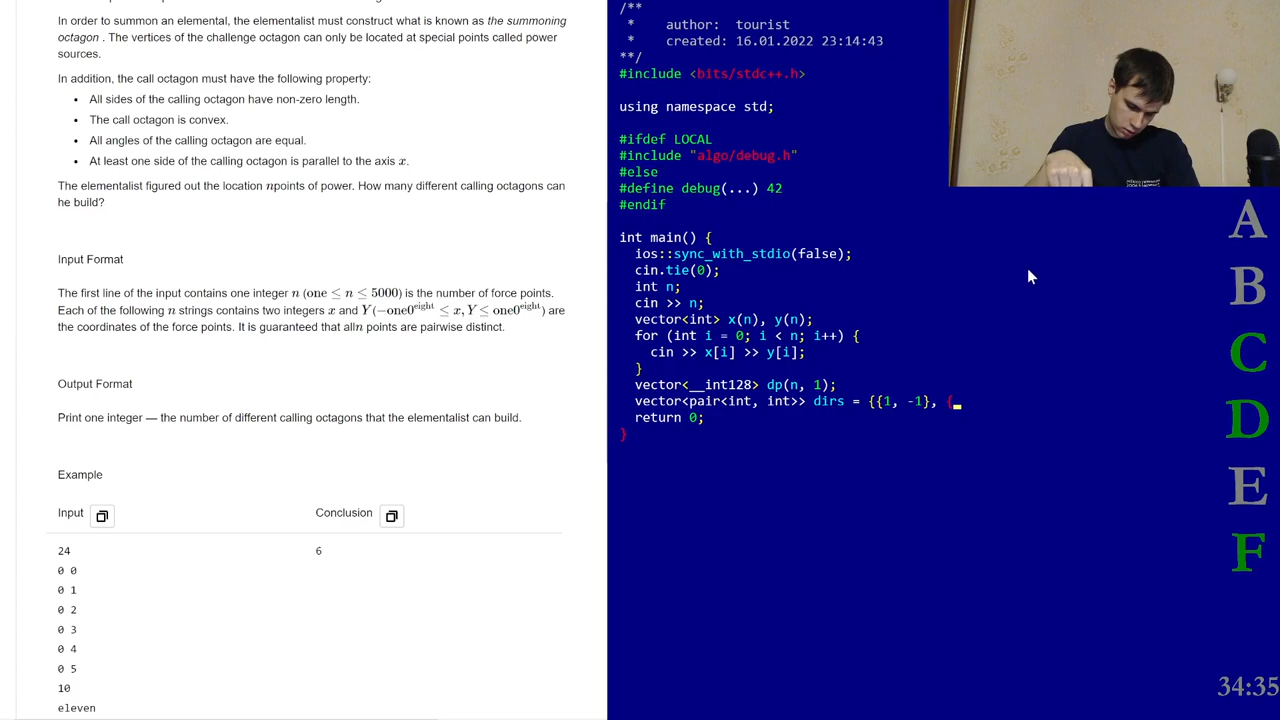 In order to summon an elemental, the elementalist must construct what is known as the summoning
octagon . The vertices of the challenge octagon can only be located at special points called power
sources.
In addition, the call octagon must have the following property:
• All sides of the calling octagon have non-zero length.
• The call octagon is convex.
• All angles of the calling octagon are equal.
• At least one side of the calling octagon is parallel to the axis x.
The elementalist figured out the location npoints of power. How many different calling octagons can
he build?
Input Format
The first line of the input contains one integer n (one ≤ n ≤ 5000) is the number of force points.
Each of the following n strings contains two integers x and Y (−one0^eight ≤ x, Y ≤ one0^eight) are
the coordinates of the force points. It is guaranteed that alln points are pairwise distinct.
Output Format
Print one integer — the number of different calling octagons that the elementalist can build.
Example
Input
Conclusion
24
6
0 0
0 1
0 2
0 3
0 4
0 5
10
eleven
/**
 *    author:  tourist
 *    created: 16.01.2022 23:14:43
**/
#include <bits/stdc++.h>
using namespace std;
#ifdef LOCAL
#include "algo/debug.h"
#else
#define debug(...) 42
#endif
int main() {
  ios::sync_with_stdio(false);
  cin.tie(0);
  int n;
  cin >> n;
  vector<int> x(n), y(n);
  for (int i = 0; i < n; i++) {
    cin >> x[i] >> y[i];
  }
  vector<__int128> dp(n, 1);
  vector<pair<int, int>> dirs = {{1, -1}, {
  return 0;
}
A
B
C
D
E
F
34:35